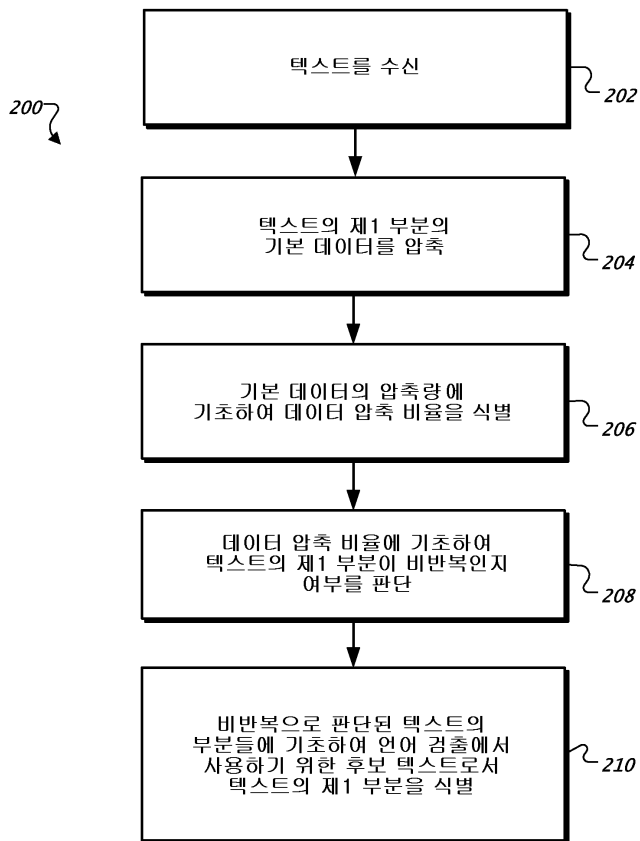 텍스트를 수신
202
200
텍스트의 제1 부분의
기본 데이터를 압축
204
기본 데이터의 압축량에
기초하여 데이터 압축 비율을 식별
206
데이터 압축 비율에 기초하여
텍스트의 제1 부분이 비반복인지
여부를 판단
208
비반복으로 판단된 텍스트의
부분들에 기초하여 언어 검출에서
사용하기 위한 후보 텍스트로서
텍스트의 제1 부분을 식별
210